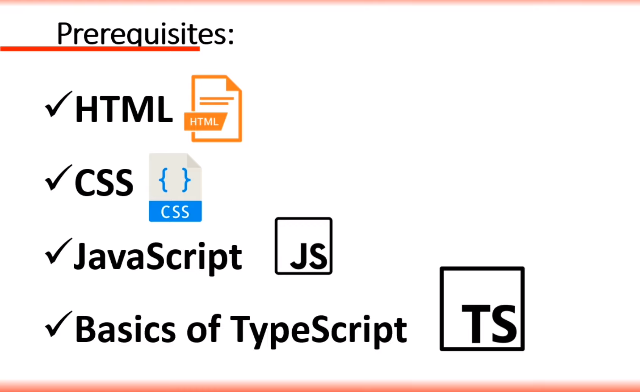 Prerequisites:
✓HTML
HTML
✓CSS
{ }
CSS
✓JavaScript
JS
✓Basics of TypeScript
TS